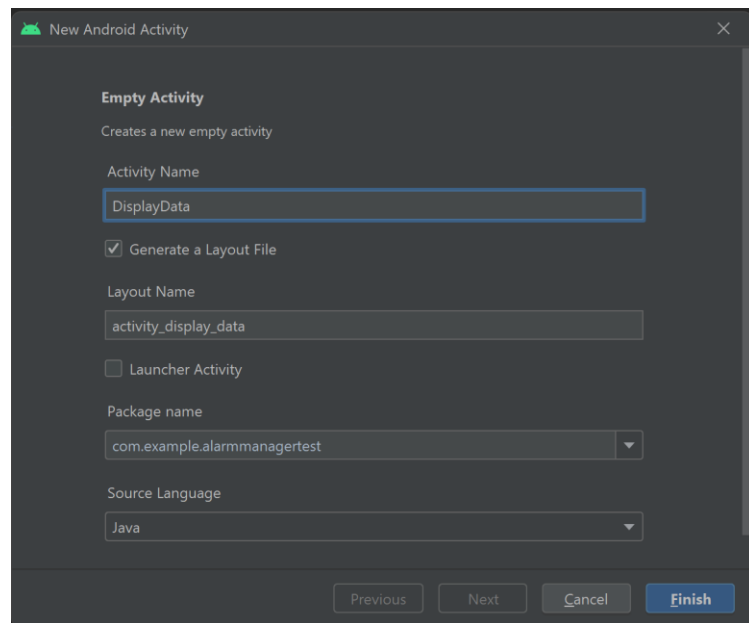 New Android Activity
Empty Activity
Creates a new empty activity
Activity Name
DisplayData
Generate a Layout File
Layout Name
activity_display_data
Launcher Activity
Package name
com.example.alarmmanagertest
Source Language
Java
Previous Next Cancel Finish